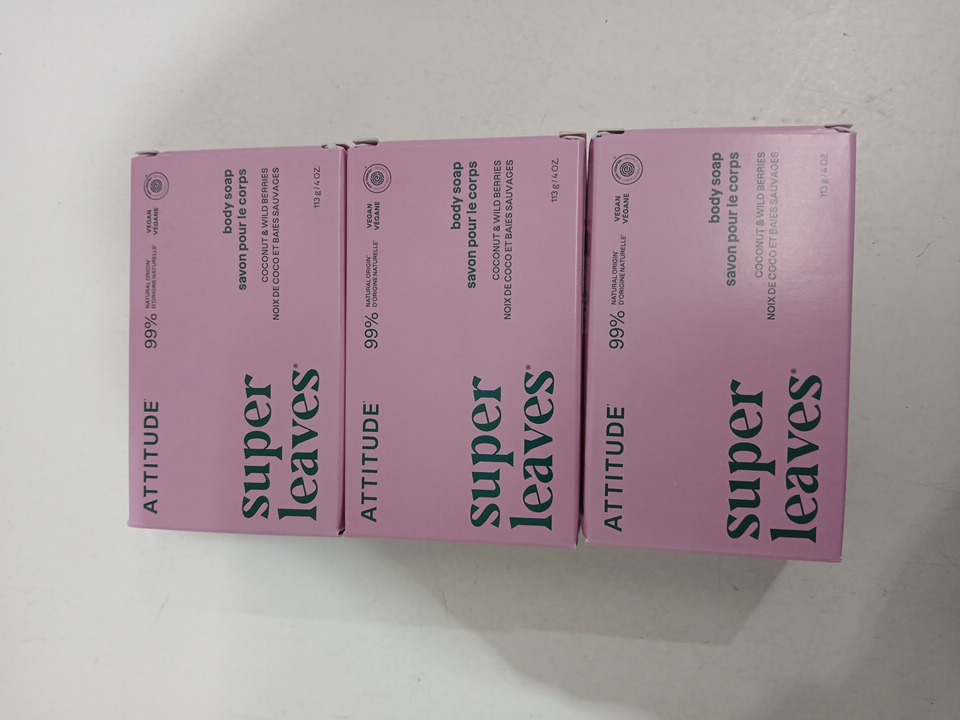 ATTITUDE
99% NATURAL ORIGIN
D'ORIGINE NATURELLE
VEGAN
VÉGANE
super
leaves®
body soap
savon pour le corps
COCONUT & WILD BERRIES
NOIX DE COCO ET BAIES SAUVAGES
113 g / 4 OZ.
ATTITUDE
99% NATURAL ORIGIN
D'ORIGINE NATURELLE
VEGAN
VÉGANE
super
leaves®
body soap
savon pour le corps
COCONUT & WILD BERRIES
NOIX DE COCO ET BAIES SAUVAGES
113 g / 4 OZ.
ATTITUDE
99% NATURAL ORIGIN
D'ORIGINE NATURELLE
VEGAN
VÉGANE
super
leaves®
body soap
savon pour le corps
COCONUT & WILD BERRIES
NOIX DE COCO ET BAIES SAUVAGES
113 g / 4 OZ.